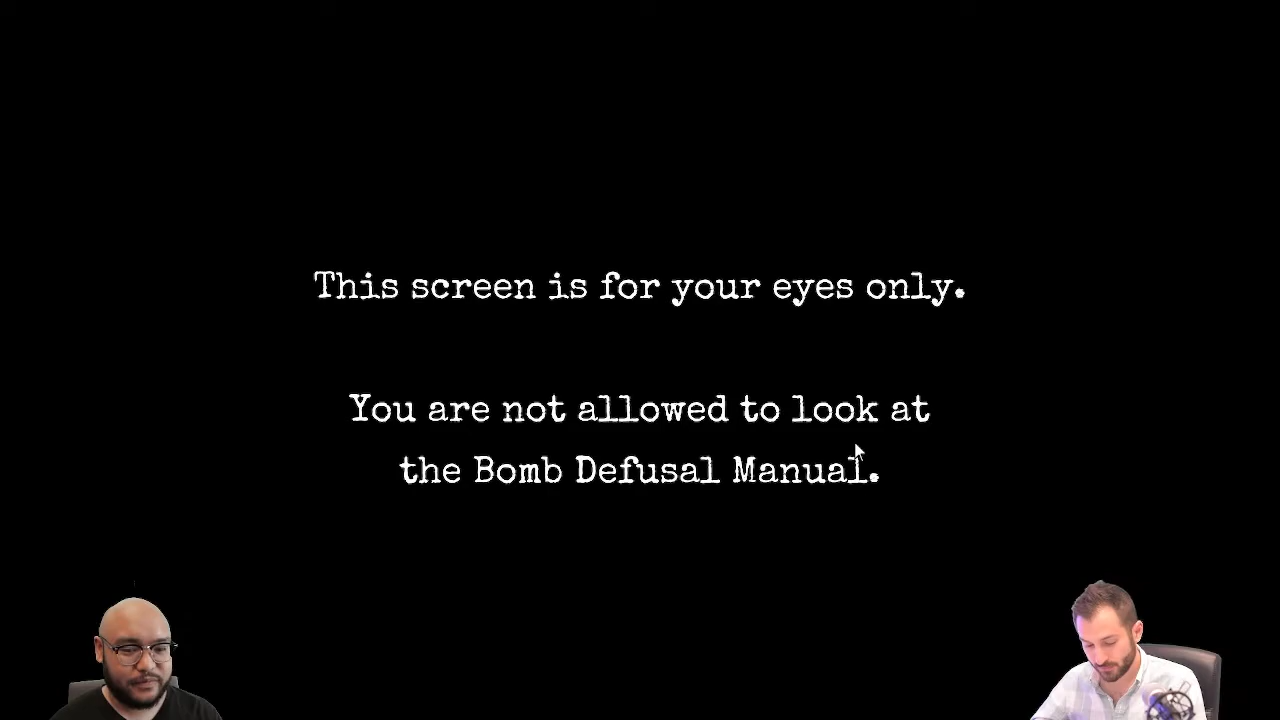 This screen is for your eyes only.
You are not allowed to look at
the Bomb Defusal Manual.